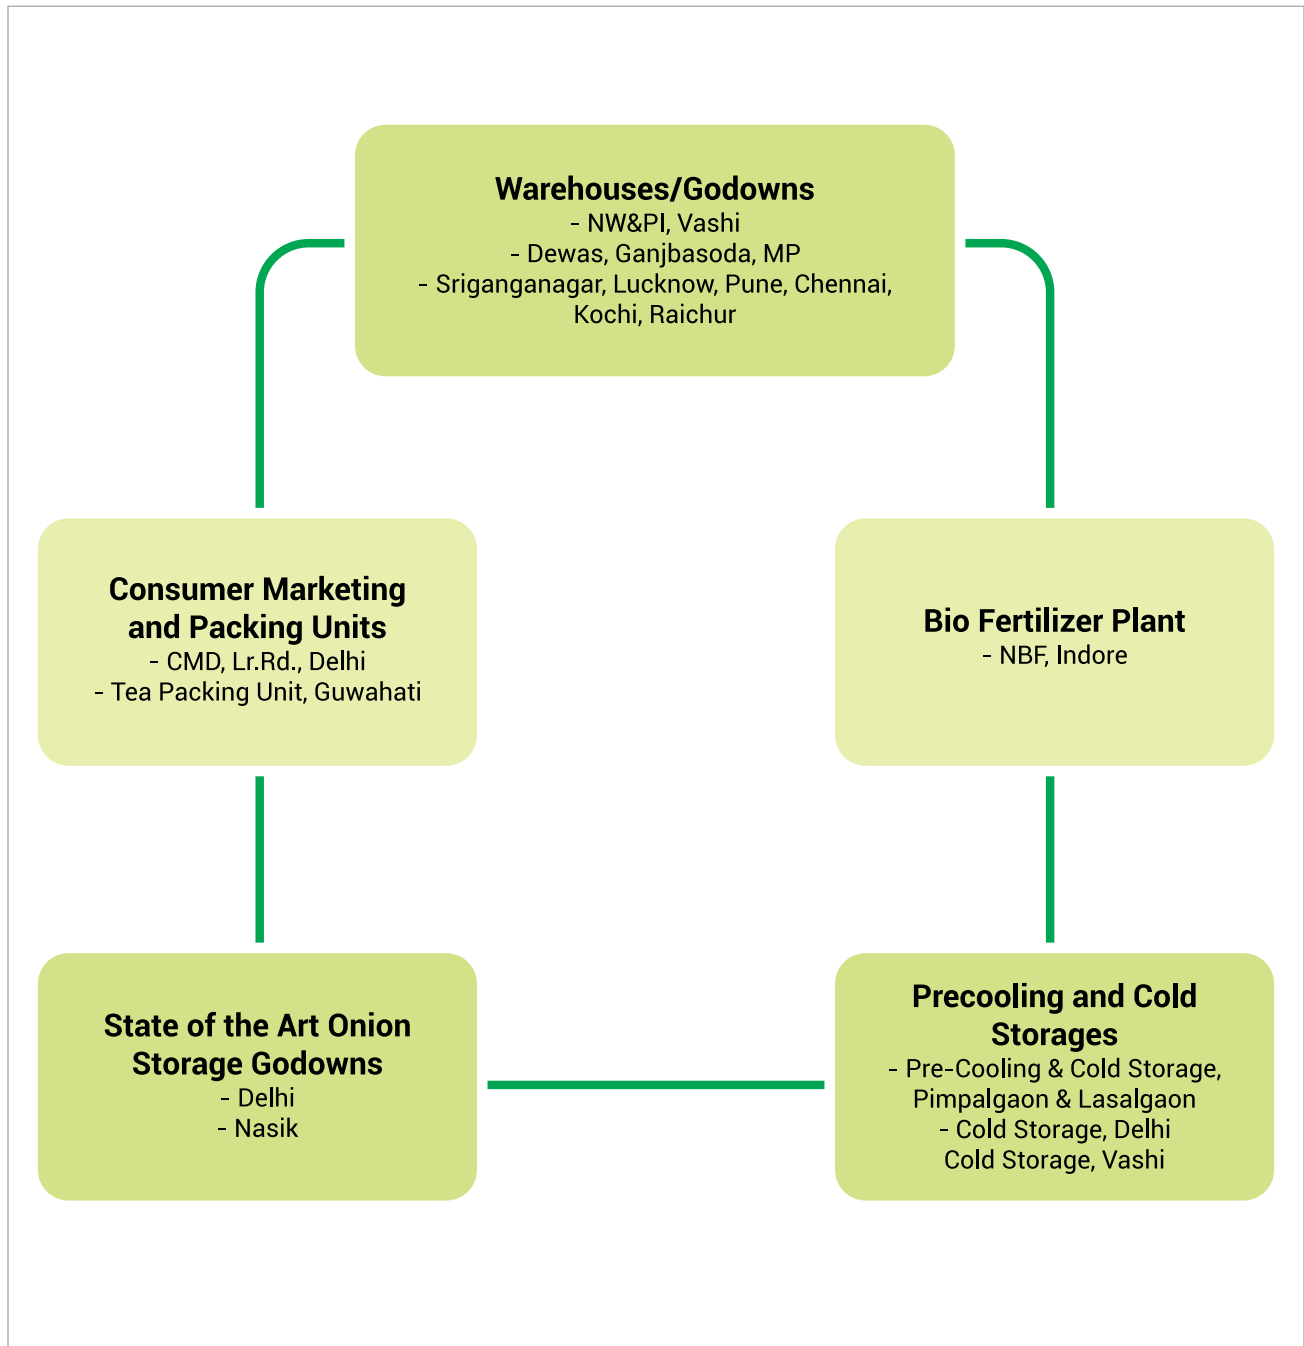 Warehouses/Godowns
- NW&PI, Vashi
- Dewas, Ganjbasoda, MP
- Sriganganagar, Lucknow, Pune, Chennai,
Kochi, Raichur
Consumer Marketing
and Packing Units
- CMD, Lr.Rd., Delhi
- Tea Packing Unit, Guwahati
Bio Fertilizer Plant
- NBF, Indore
State of the Art Onion
Storage Godowns
- Delhi
- Nasik
Precooling and Cold
Storages
- Pre-Cooling & Cold Storage,
Pimpalgaon & Lasalgaon
- Cold Storage, Delhi
Cold Storage, Vashi